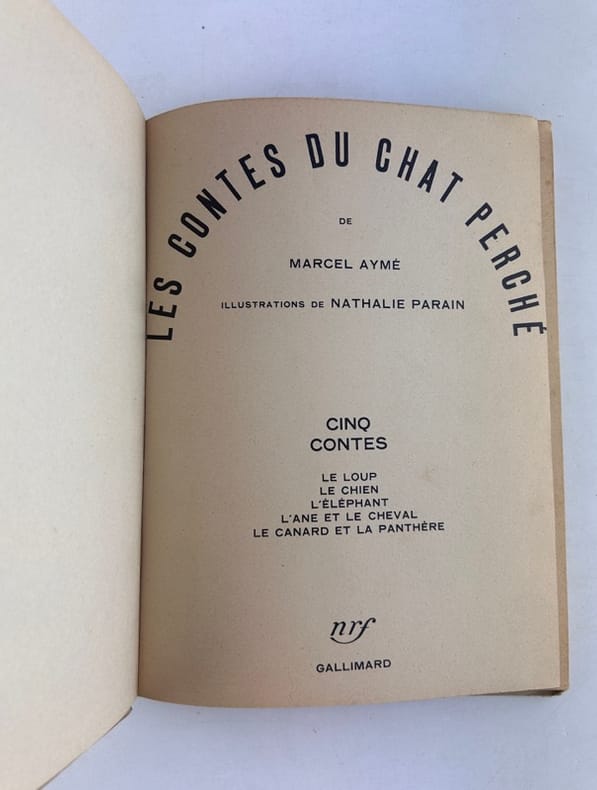 LES CONTES DU CHAT PERCHÉ
DE
MARCEL AYMÉ
ILLUSTRATIONS DE NATHALIE PARAIN
CINQ
CONTES
LE LOUP
LE CHIEN
L'ÉLÉPHANT
L'ANE ET LE CHEVAL
LE CANARD ET LA PANTHÈRE
nrf
GALLIMARD